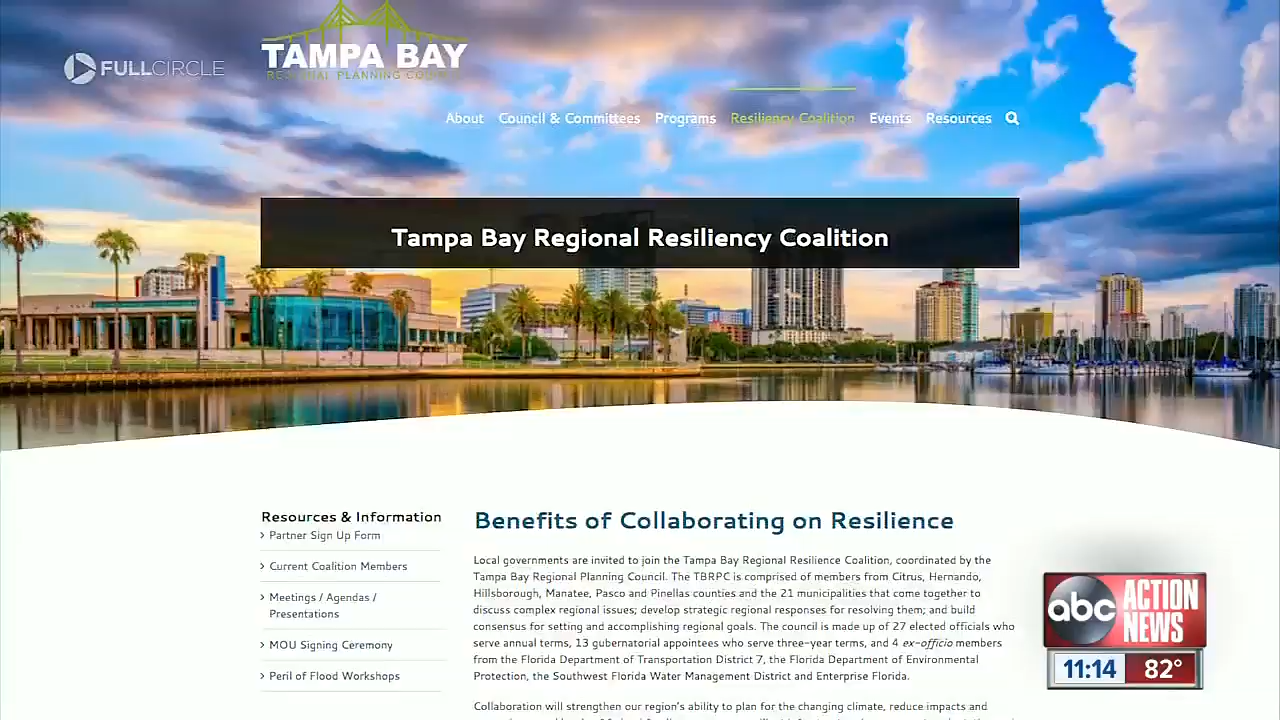 FULLCIRCLE
TAMPA BAY
REGIONAL PLANNING COUNCIL
About Council & Committees Programs Resiliency Coalition Events Resources
Tampa Bay Regional Resiliency Coalition
Resources & Information
> Partner Sign Up Form
> Current Coalition Members
> Meetings / Agendas /
Presentations
> MOU Signing Ceremony
> Peril of Flood Workshops
Benefits of Collaborating on Resilience
Local governments are invited to join the Tampa Bay Regional Resilience Coalition, coordinated by the
Tampa Bay Regional Planning Council. The TBRPC is comprised of members from Citrus, Hernando,
Hillsborough, Manatee, Pasco and Pinellas counties and the 21 municipalities that come together to
discuss complex regional issues; develop strategic regional responses for resolving them; and build
consensus for setting and accomplishing regional goals. The council is made up of 27 elected officials who
serve annual terms, 13 gubernatorial appointees who serve three-year terms, and 4 ex-officio members
from the Florida Department of Transportation District 7, the Florida Department of Environmental
Protection, the Southwest Florida Water Management District and Enterprise Florida.
Collaboration will strengthen our region's ability to plan for the changing climate, reduce impacts and
abc ACTION
NEWS
11:14 82°